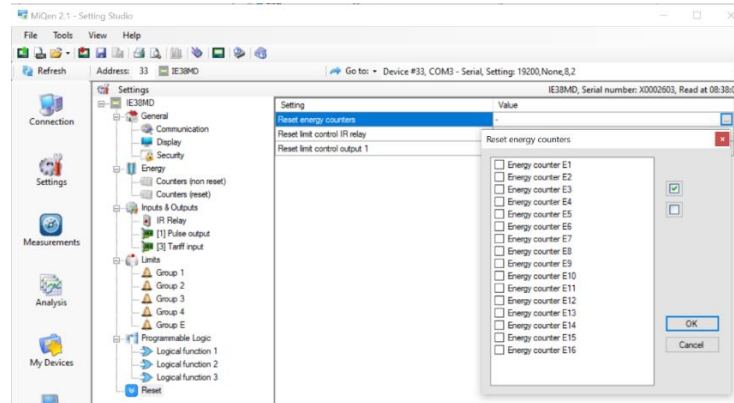 MiQen 2.1 - Setting Studio
File Tools View Help
Refresh Address: 33 IE38MD Go to: Device #33, COM3 - Serial, Setting: 19200,None,8,2
Settings IE38MD, Serial number: X0002603, Read at 08:38:0
Connection
Settings
Measurements
Analysis
My Devices
IE38MD
General
Communication
Display
Security
Energy
Counters (non reset)
Counters (reset)
Inputs & Outputs
IR Relay
[1] Pulse output
[3] Tariff input
Limits
Group 1
Group 2
Group 3
Group 4
Group E
Programmable Logic
Logical function 1
Logical function 2
Logical function 3
Reset
Setting Value
Reset energy counters -
Reset limit control IR relay
Reset limit control output 1
Reset energy counters
Energy counter E1
Energy counter E2
Energy counter E3
Energy counter E4
Energy counter E5
Energy counter E6
Energy counter E7
Energy counter E8
Energy counter E9
Energy counter E10
Energy counter E11
Energy counter E12
Energy counter E13
Energy counter E14
Energy counter E15
Energy counter E16
OK
Cancel